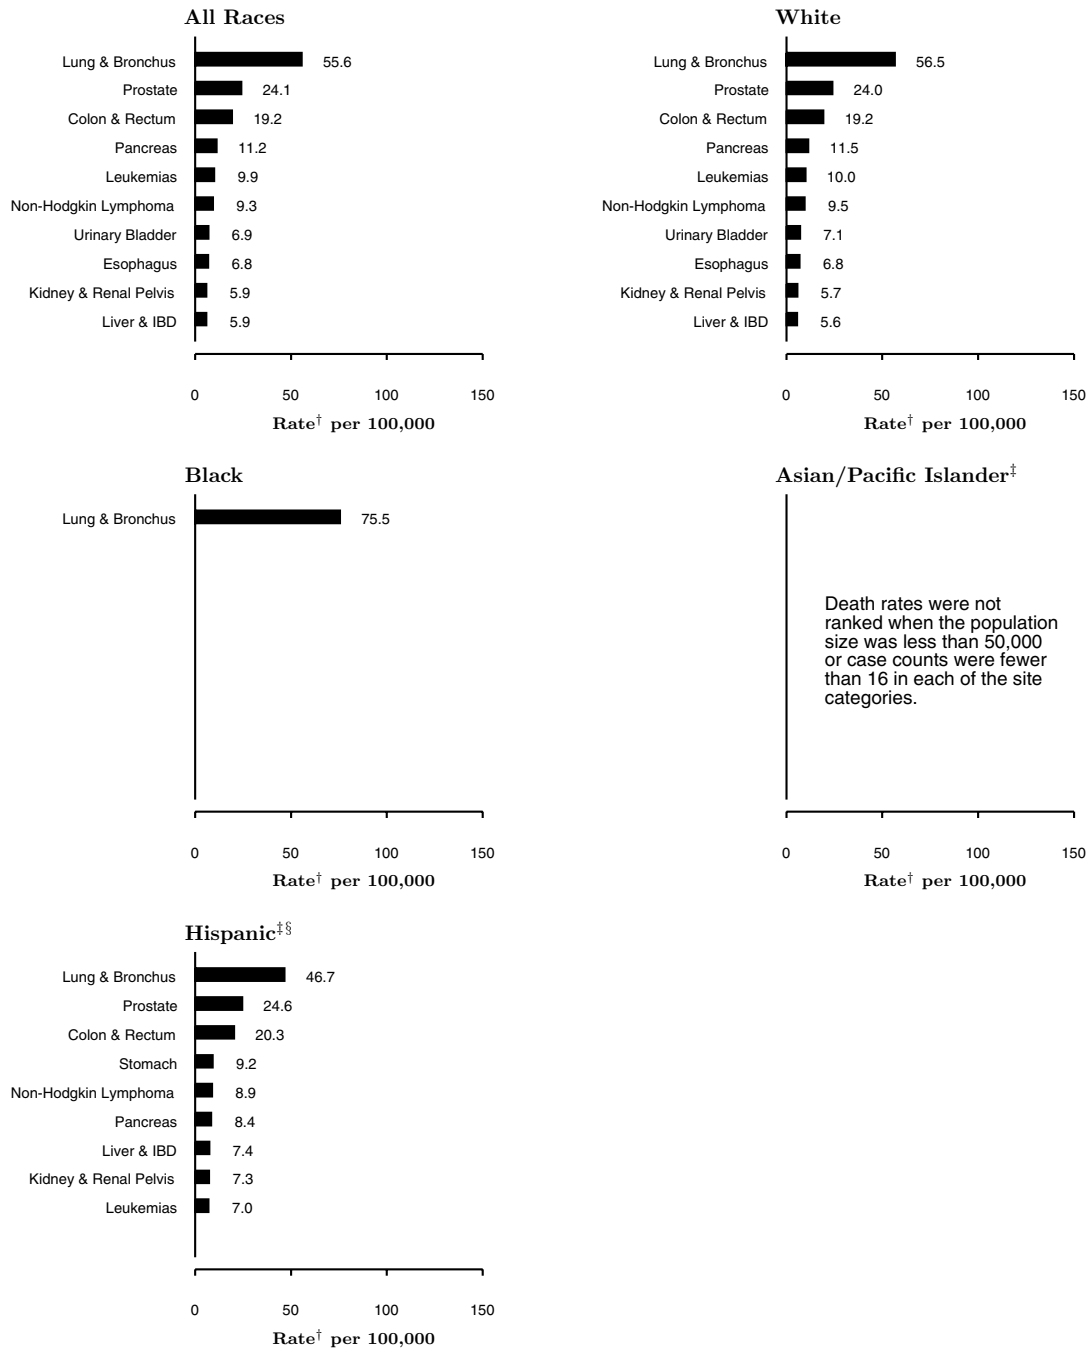 All Races
Lung & Bronchus 55.6
Prostate 24.1
Colon & Rectum 19.2
Pancreas 11.2
Leukemias 9.9
Non-Hodgkin Lymphoma 9.3
Urinary Bladder 6.9
Esophagus 6.8
Kidney & Renal Pelvis 5.9
Liver & IBD 5.9
0 50 100 150
Rate† per 100,000
White
Lung & Bronchus 56.5
Prostate 24.0
Colon & Rectum 19.2
Pancreas 11.5
Leukemias 10.0
Non-Hodgkin Lymphoma 9.5
Urinary Bladder 7.1
Esophagus 6.8
Kidney & Renal Pelvis 5.7
Liver & IBD 5.6
0 50 100 150
Rate† per 100,000
Black
Lung & Bronchus 75.5
0 50 100 150
Rate† per 100,000
Asian/Pacific Islander‡
Death rates were not
ranked when the population
size was less than 50,000
or case counts were fewer
than 16 in each of the site
categories.
0 50 100 150
Rate† per 100,000
Hispanic‡§
Lung & Bronchus 46.7
Prostate 24.6
Colon & Rectum 20.3
Stomach 9.2
Non-Hodgkin Lymphoma 8.9
Pancreas 8.4
Liver & IBD 7.4
Kidney & Renal Pelvis 7.3
Leukemias 7.0
0 50 100 150
Rate† per 100,000